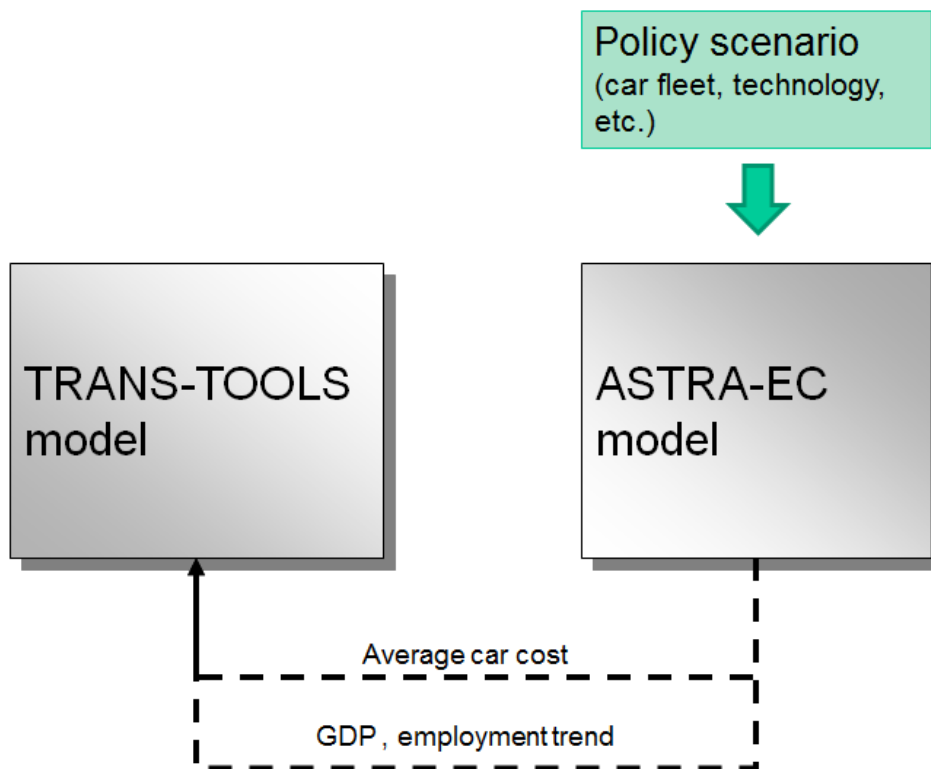 Policy scenario
(car fleet, technology,
etc.)
TRANS-TOOLS
model
ASTRA-EC
model
Average car cost
GDP , employment trend